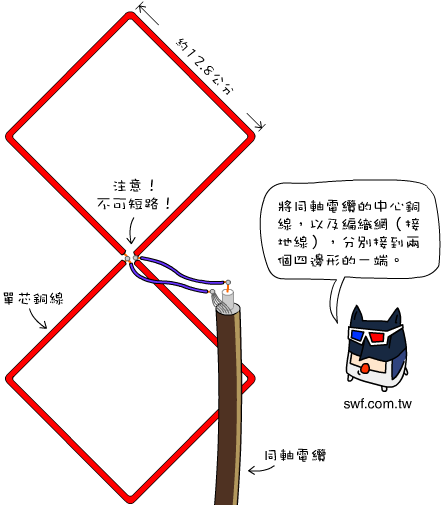 約12.8公分
注意！
不可短路！
將同軸電纜的中心銅
線，以及編織網（接
地線），分別接到兩
個四邊形的一端。
單芯銅線
swf.com.tw
同軸電纜